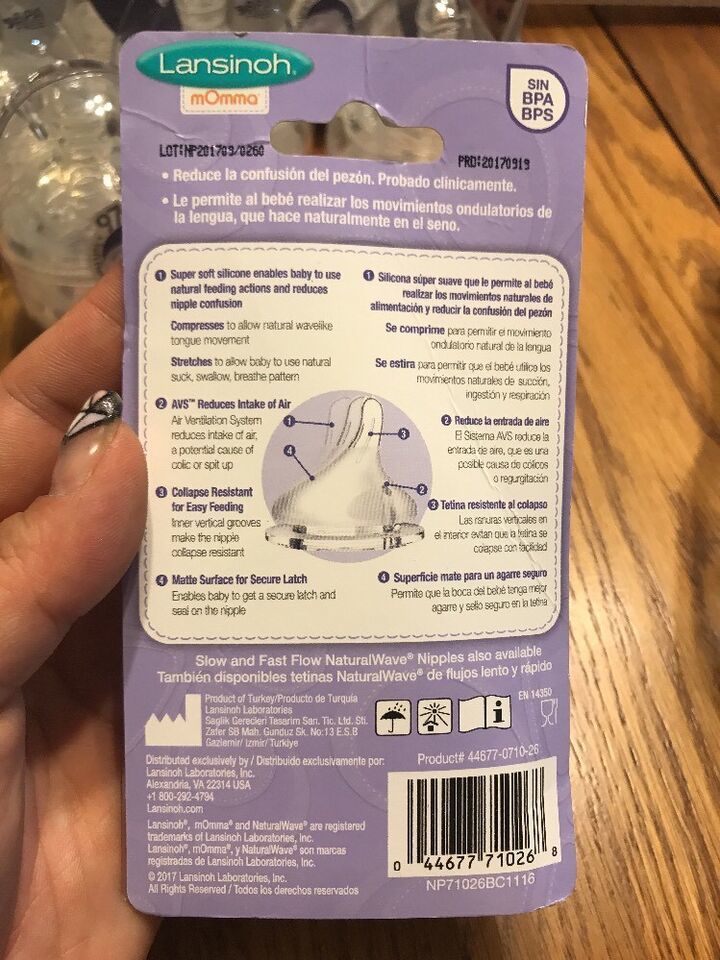 Lansinoh®
mOmma®
SIN
BPA
BPS
LOT:NP201709/0260
PRD:20170919
• Reduce la confusión del pezón. Probado clínicamente.
• Le permite al bebé realizar los movimientos ondulatorios de
la lengua, que hace naturalmente en el seno.
1 Super soft silicone enables baby to use
natural feeding actions and reduces
nipple confusion
Compresses to allow natural wavelike
tongue movement
Stretches to allow baby to use natural
suck, swallow, breathe pattern
2 AVS™ Reduces Intake of Air
Air Ventilation System
reduces intake of air,
a potential cause of
colic or spit up
3 Collapse Resistant
for Easy Feeding
Inner vertical grooves
make the nipple
collapse resistant
4 Matte Surface for Secure Latch
Enables baby to get a secure latch and
seal on the nipple
1
3
4
2
1 Silicona súper suave que le permite al bebé
realizar los movimientos naturales de
alimentación y reducir la confusión del pezón
Se comprime para permitir el movimiento
ondulatorio natural de la lengua
Se estira para permitir que el bebé utilice los
movimientos naturales de succión,
ingestión y respiración
2 Reduce la entrada de aire
El Sistema AVS reduce la
entrada de aire, que es una
posible causa de cólicos
o regurgitación
3 Tetina resistente al colapso
Las ranuras verticales en
el interior evitan que la tetina se
colapse con facilidad
4 Superficie mate para un agarre seguro
Permite que la boca del bebé tenga mejor
agarre y sello seguro en la tetina
Slow and Fast Flow NaturalWave® Nipples also available
También disponibles tetinas NaturalWave® de flujos lento y rápido
Product of Turkey/Producto de Turquía
Lansinoh Laboratories
Saglik Gerecleri Tasarim San. Tic. Ltd. Sti.
Zafer SB Mah. Gunduz Sk. No:13 E.S.B
Gaziemir/ Izmir/ Turkiye
EN 14350
Distributed exclusively by / Distribuido exclusivamente por:
Lansinoh Laboratories, Inc.
Alexandria, VA 22314 USA
+1 800-292-4794
Lansinoh.com
Product# 44677-0710-26
Lansinoh®, mOmma® and NaturalWave® are registered
trademarks of Lansinoh Laboratories, Inc.
Lansinoh®, mOmma®, y NaturalWave® son marcas
registradas de Lansinoh Laboratories, Inc.
© 2017 Lansinoh Laboratories, Inc.
All Rights Reserved / Todos los derechos reservados
0 44677 71026 8
NP71026BC1116